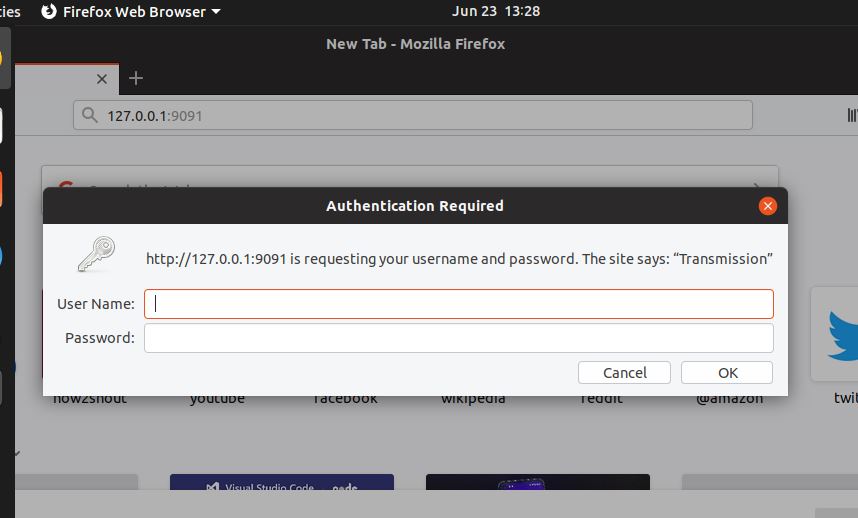 ties Firefox Web Browser Jun 23 13:28
New Tab - Mozilla Firefox
127.0.0.1:9091
Authentication Required
http://127.0.0.1:9091 is requesting your username and password. The site says: “Transmission”
User Name:
Password:
Cancel OK
how2shout youtube facebook wikipedia reddit @amazon twit
Visual Studio Code node